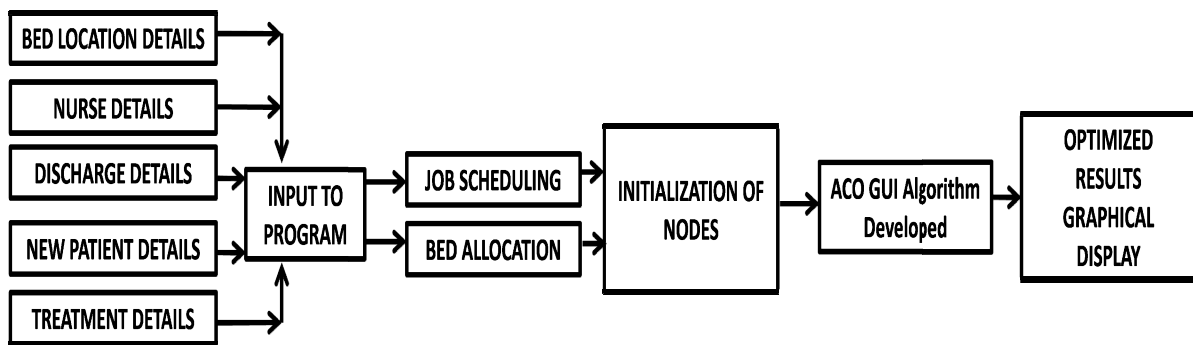 BED LOCATION DETAILS
NURSE DETAILS
DISCHARGE DETAILS
NEW PATIENT DETAILS
TREATMENT DETAILS
INPUT TO
PROGRAM
JOB SCHEDULING
BED ALLOCATION
INITIALIZATION OF
NODES
ACO GUI Algorithm
Developed
OPTIMIZED
RESULTS
GRAPHICAL
DISPLAY